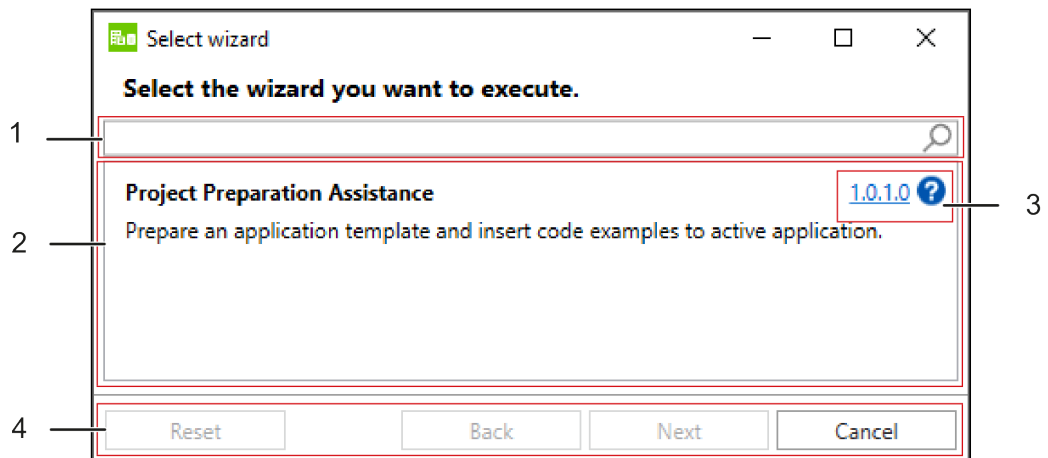 Select wizard
Select the wizard you want to execute.
1
Project Preparation Assistance
1.0.1.0 ?
3
2
Prepare an application template and insert code examples to active application.
4
Reset Back Next Cancel